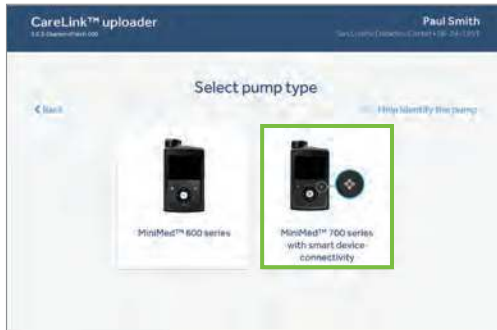 CareLink™ uploader
Paul Smith
Select pump type
Back
Help identify the pump
MiniMed™ 600 series
MiniMed™ 700 series
with smart device
connectivity